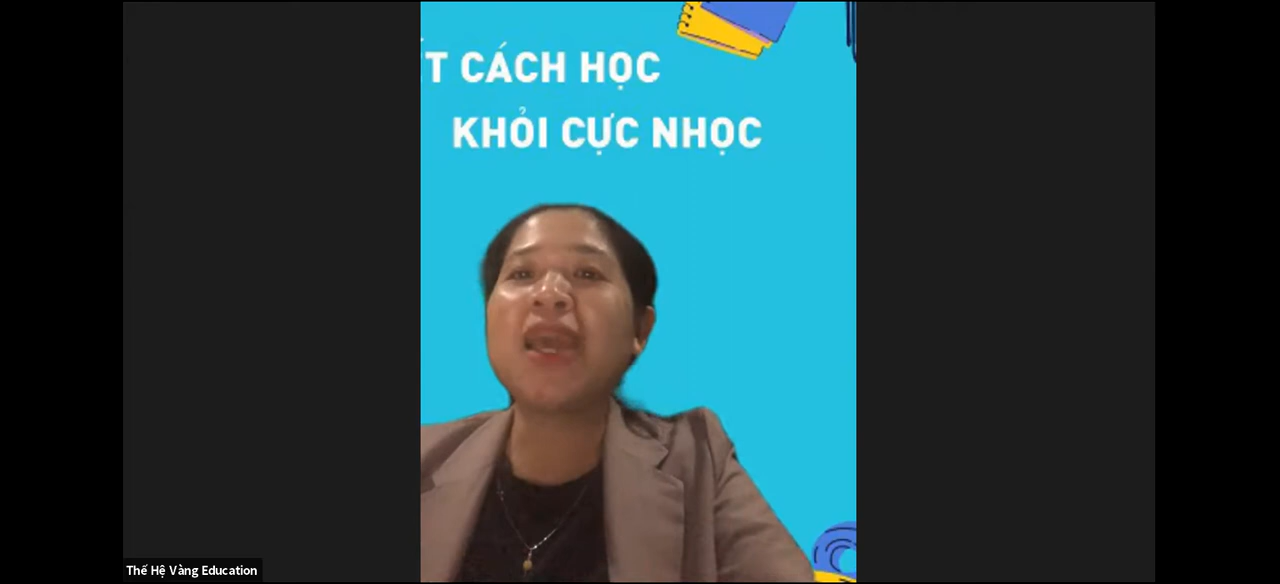 T CÁCH HỌC
KHỎI CỰC NHỌC
Thế Hệ Vàng Education